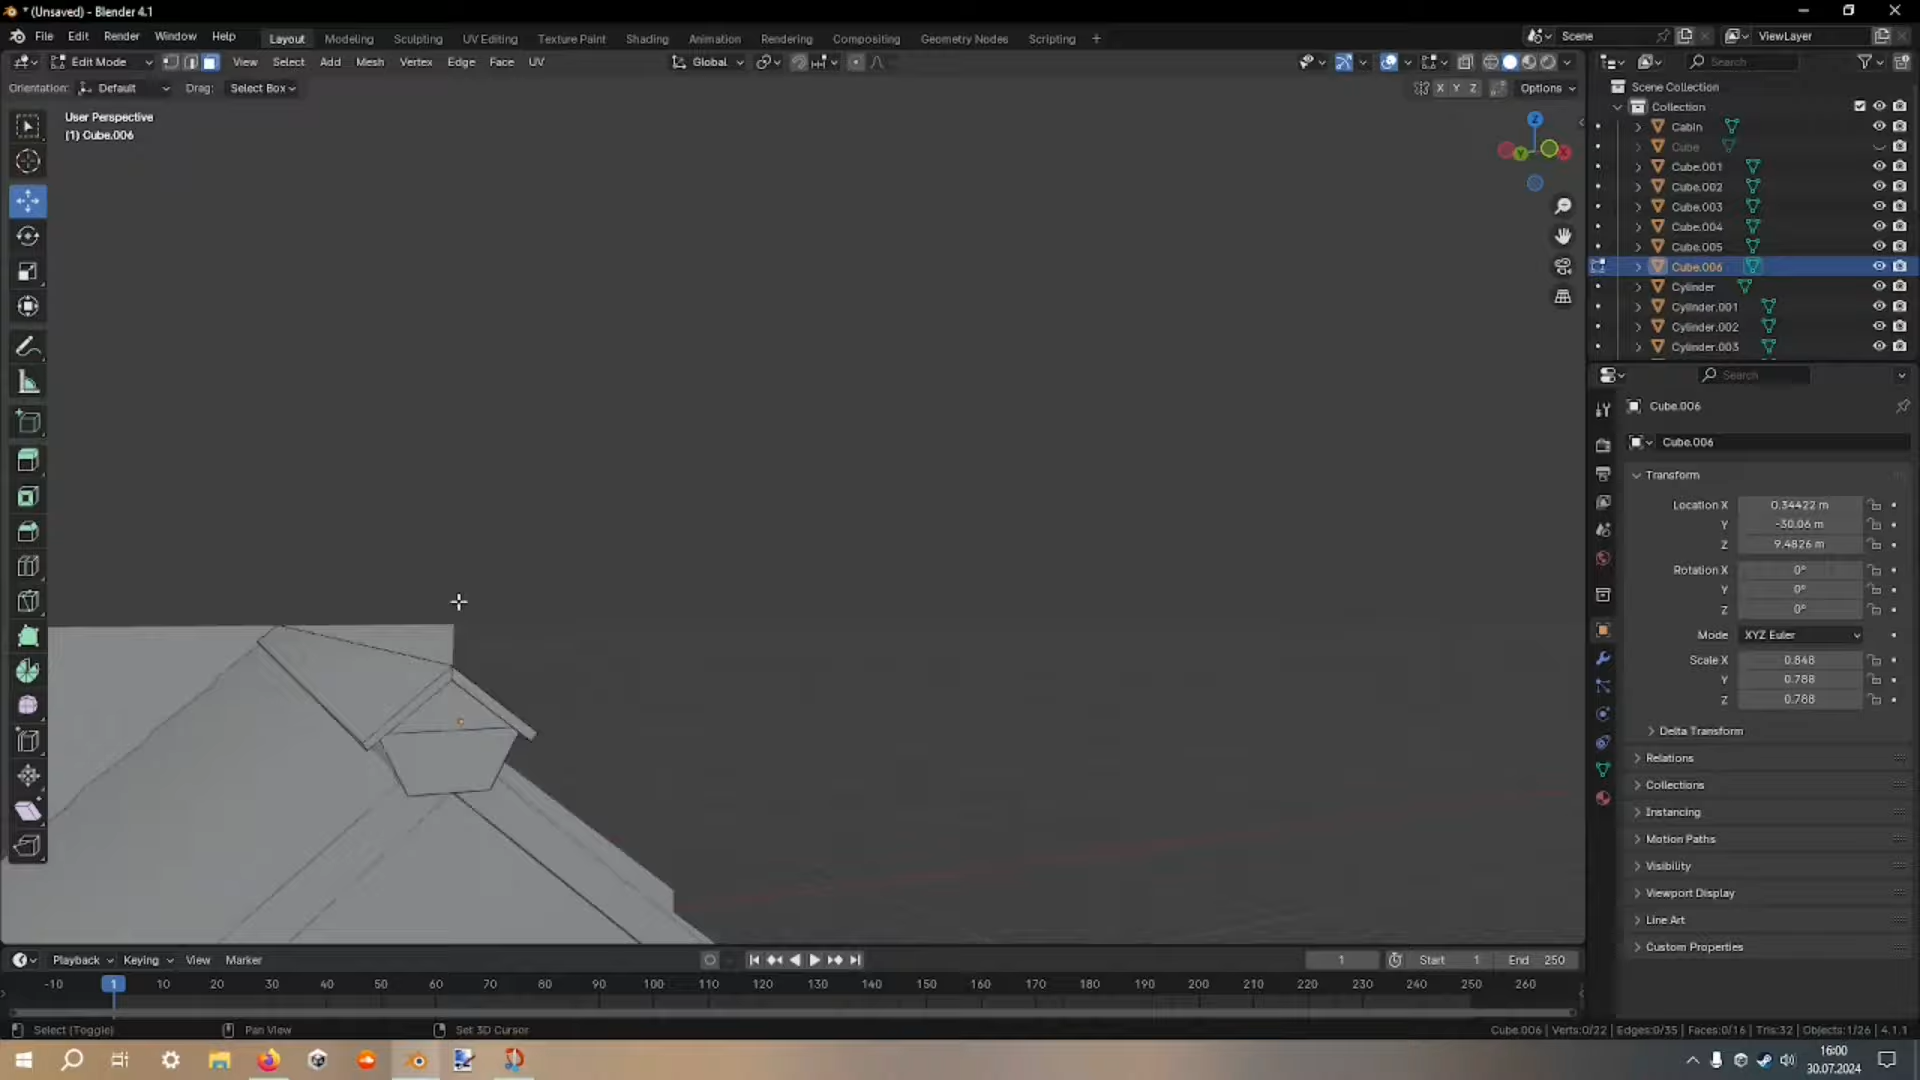 * (Unsaved) - Blender 4.1
File Edit Render Window Help Layout Modeling Sculpting UV Editing Texture Paint Shading Animation Rendering Compositing Geometry Nodes Scripting + Scene ViewLayer
Edit Mode View Select Add Mesh Vertex Edge Face UV Global Search
Orientation: Default Drag: Select Box X Y Z Options
Scene Collection
Collection
User Perspective
(1) Cube.006
Z
Y
X
Cabin
Cube
Cube.001
Cube.002
Cube.003
Cube.004
Cube.005
Cube.006
Cylinder
Cylinder.001
Cylinder.002
Cylinder.003
Search
Cube.006
Cube.006
Transform
Location X 0.34422 m
Y -30.06 m
Z 9.4826 m
Rotation X 0°
Y 0°
Z 0°
Mode XYZ Euler
Scale X 0.848
Y 0.788
Z 0.788
Delta Transform
Relations
Collections
Instancing
Motion Paths
Visibility
Viewport Display
Line Art
Custom Properties
Playback Keying View Marker 1 Start 1 End 250
-10 1 10 20 30 40 50 60 70 80 90 100 110 120 130 140 150 160 170 180 190 200 210 220 230 240 250 260
Select (Toggle) Pan View Set 3D Cursor Cube.006 | Verts:0/22 | Edges:0/35 | Faces:0/16 | Tris:32 | Objects:1/26 | 4.1.1
16:00
30.07.2024